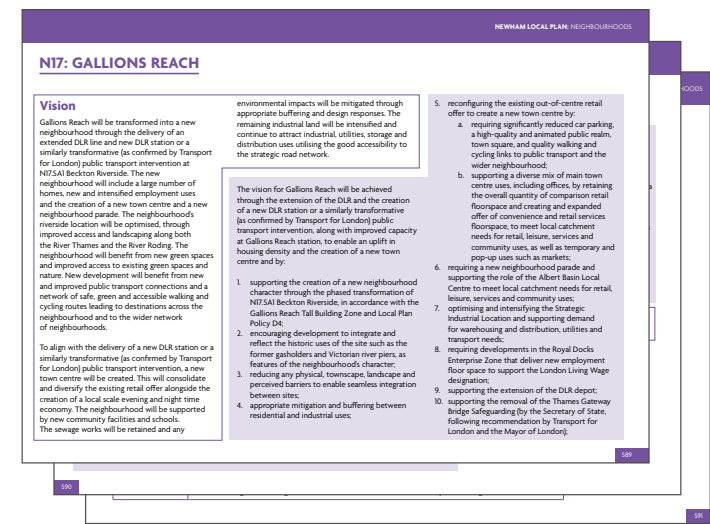 NEWHAM LOCAL PLAN: NEIGHBOURHOODS
N17: GALLIONS REACH
Vision
Gallions Reach will be transformed into a new
neighbourhood through the delivery of an
extended DLR line and new DLR station or a
similarly transformative (as confirmed by Transport
for London) public transport intervention at
N17.SA1 Beckton Riverside. The new
neighbourhood will include a large number of
homes, new and intensified employment uses
and the creation of a new town centre and a new
neighbourhood parade. The neighbourhood's
riverside location will be optimised, through
improved access and landscaping along both
the River Thames and the River Roding. The
neighbourhood will benefit from new green spaces
and improved access to existing green spaces and
nature. New development will benefit from new
and improved public transport connections and a
network of safe, green and accessible walking and
cycling routes leading to destinations across the
neighbourhood and to the wider network
of neighbourhoods.
To align with the delivery of a new DLR station or a
similarly transformative (as confirmed by Transport
for London) public transport intervention, a new
town centre will be created. This will consolidate
and diversify the existing retail offer alongside the
creation of a local scale evening and night time
economy. The neighbourhood will be supported
by new community facilities and schools.
The sewage works will be retained and any
environmental impacts will be mitigated through
appropriate buffering and design responses. The
remaining industrial land will be intensified and
continue to attract industrial, utilities, storage and
distribution uses utilising the good accessibility to
the strategic road network.
The vision for Gallions Reach will be achieved
through the extension of the DLR and the creation
of a new DLR station or a similarly transformative
(as confirmed by Transport for London) public
transport intervention, along with improved capacity
at Gallions Reach station, to enable an uplift in
housing density and the creation of a new town
centre and by:
1. supporting the creation of a new neighbourhood
character through the phased transformation of
N17.SA1 Beckton Riverside, in accordance with the
Gallions Reach Tall Building Zone and Local Plan
Policy D4;
2. encouraging development to integrate and
reflect the historic uses of the site such as the
former gasholders and Victorian river piers, as
features of the neighbourhood's character;
3. reducing any physical, townscape, landscape and
perceived barriers to enable seamless integration
between sites;
4. appropriate mitigation and buffering between
residential and industrial uses;
5. reconfiguring the existing out-of-centre retail
offer to create a new town centre by:
a. requiring significantly reduced car parking,
a high-quality and animated public realm,
town square, and quality walking and
cycling links to public transport and the
wider neighbourhood;
b. supporting a diverse mix of main town
centre uses, including offices, by retaining
the overall quantity of comparison retail
floorspace and creating and expanded
offer of convenience and retail services
floorspace, to meet local catchment
needs for retail, leisure, services and
community uses, as well as temporary and
pop-up uses such as markets;
6. requiring a new neighbourhood parade and
supporting the role of the Albert Basin Local
Centre to meet local catchment needs for retail,
leisure, services and community uses;
7. optimising and intensifying the Strategic
Industrial Location and supporting demand
for warehousing and distribution, utilities and
transport needs;
8. requiring developments in the Royal Docks
Enterprise Zone that deliver new employment
floor space to support the London Living Wage
designation;
9. supporting the extension of the DLR depot;
10. supporting the removal of the Thames Gateway
Bridge Safeguarding (by the Secretary of State,
following recommendation by Transport for
London and the Mayor of London);
589
590
591